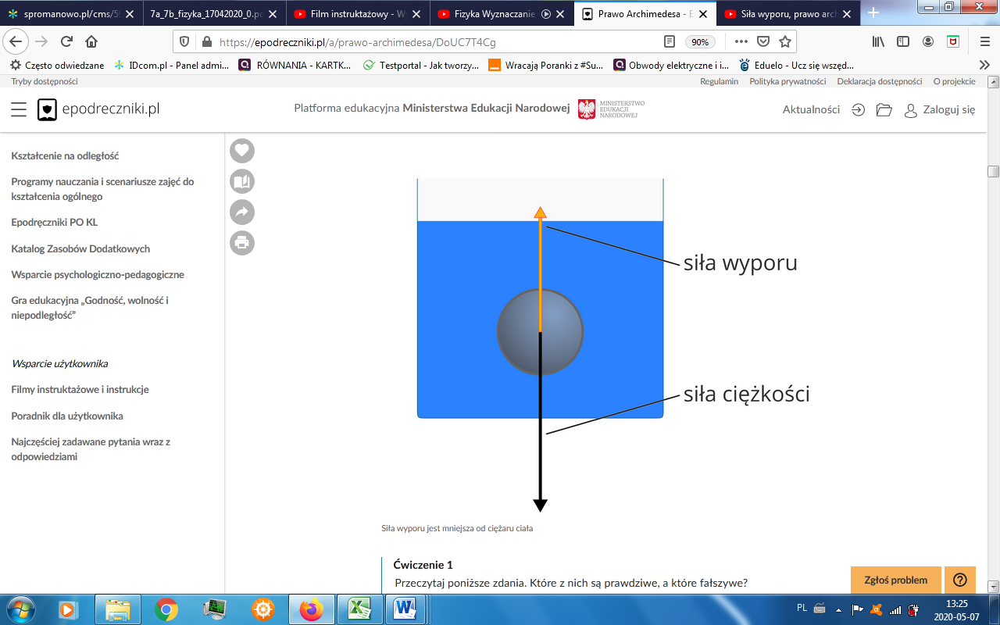 spromanowo.pl/cms/5
7a_7b_fizyka_17042020_0.po
Film instruktażowy - Wy
Fizyka Wyznaczanie
Prawo Archimedesa - E
Siła wyporu, prawo arch
https://epodreczniki.pl/a/prawo-archimedesa/DoUC7T4Cg
90%
Często odwiedzane
IDcom.pl - Panel admi...
RÓWNANIA - KARTK...
Testportal - Jak tworzy...
Wracają Poranki z #Su...
Obwody elektryczne i i...
Eduelo - Ucz się wszęd...
Tryby dostępności
Regulamin
Polityka prywatności
Deklaracja dostępności
O projekcie
epodreczniki.pl
Platforma edukacyjna Ministerstwa Edukacji Narodowej
MINISTERSTWO
EDUKACJI
NARODOWEJ
Aktualności
Zaloguj się
Kształcenie na odległość
Programy nauczania i scenariusze zajęć do
kształcenia ogólnego
Epodręczniki PO KL
Katalog Zasobów Dodatkowych
Wsparcie psychologiczno-pedagogiczne
Gra edukacyjna „Godność, wolność i
niepodległość”
Wsparcie użytkownika
Filmy instruktażowe i instrukcje
Poradnik dla użytkownika
Najczęściej zadawane pytania wraz z
odpowiedziami
siła wyporu
siła ciężkości
Siła wyporu jest mniejsza od ciężaru ciała
Ćwiczenie 1
Przeczytaj poniższe zdania. Które z nich są prawdziwe, a które fałszywe?
Zgłoś problem
PL
13:25
2020-05-07